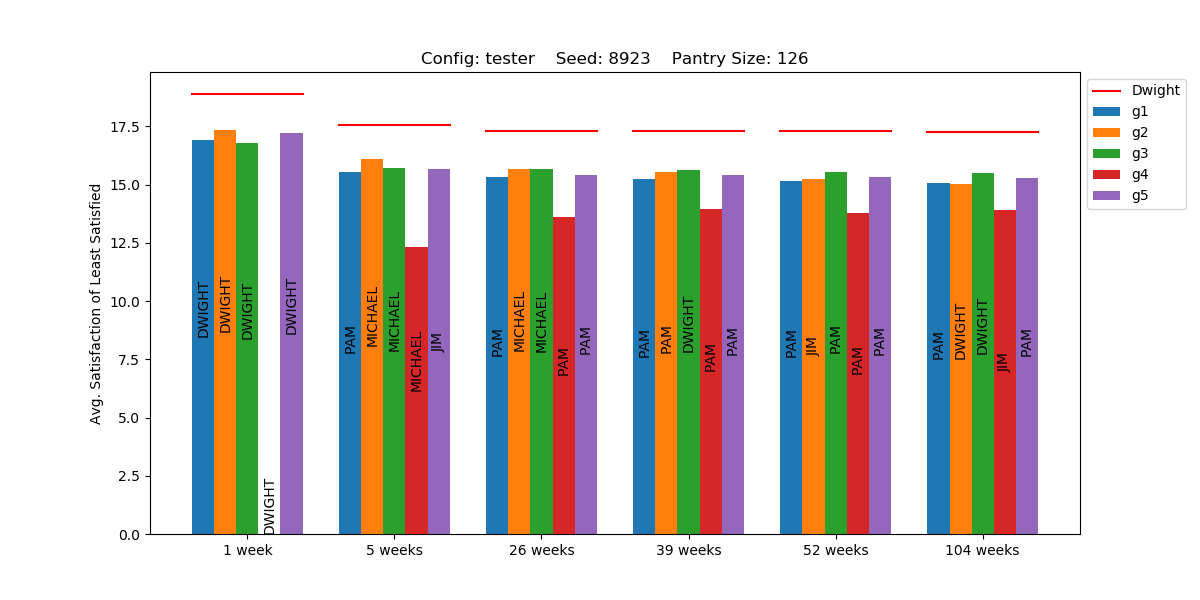 Config: tester    Seed: 8923    Pantry Size: 126
Avg. Satisfaction of Least Satisfied
17.5
15.0
12.5
10.0
7.5
5.0
2.5
0.0
DWIGHT
DWIGHT
DWIGHT
DWIGHT
DWIGHT
PAM
MICHAEL
MICHAEL
MICHAEL
JIM
PAM
MICHAEL
MICHAEL
PAM
PAM
PAM
PAM
DWIGHT
PAM
PAM
PAM
JIM
PAM
PAM
PAM
PAM
DWIGHT
DWIGHT
JIM
PAM
1 week
5 weeks
26 weeks
39 weeks
52 weeks
104 weeks
Dwight
g1
g2
g3
g4
g5